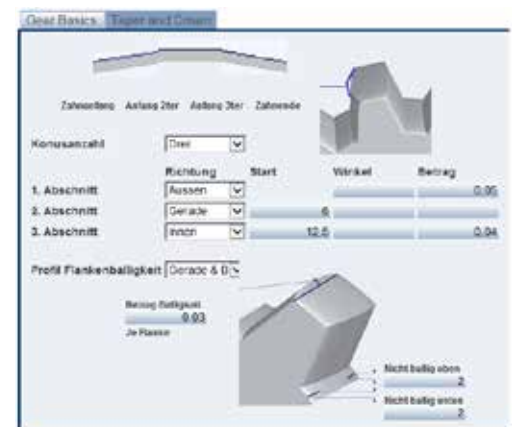 Gear Basics Taper and Crown
Zahnanfang Anfang 2ter Anfang 3ter Zahnende
Konusanzahl Drei
Richtung Start Winkel Betrag
1. Abschnitt Aussen 0.05
2. Abschnitt Gerade 6
3. Abschnitt Innen 12.5 0.04
Profil Flankenballigkeit Gerade & B
Betrag Balligkeit
0.03
Je Flanke
Nicht ballig oben
2
Nicht ballig unten
2